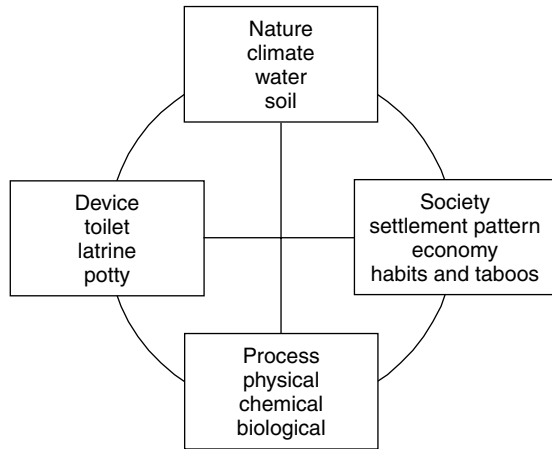 Nature
climate
water
soil
Device
toilet
latrine
potty
Society
settlement pattern
economy
habits and taboos
Process
physical
chemical
biological